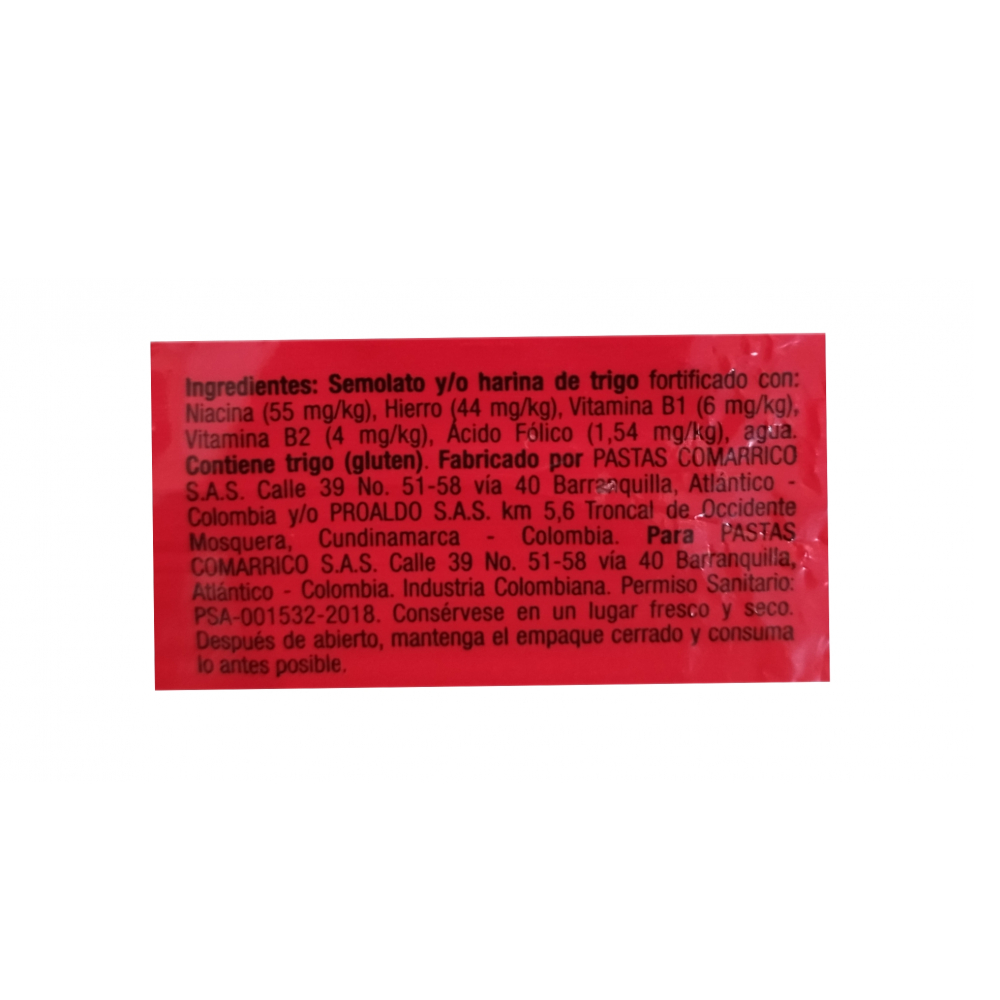 Ingredientes: Semolato y/o harina de trigo fortificado con:
Niacina (55 mg/kg), Hierro (44 mg/kg), Vitamina B1 (6 mg/kg),
Vitamina B2 (4 mg/kg), Ácido Fólico (1,54 mg/kg), agua.
Contiene trigo (gluten). Fabricado por PASTAS COMARRICO
S.A.S. Calle 39 No. 51-58 vía 40 Barranquilla, Atlántico -
Colombia y/o PROALDO S.A.S. km 5,6 Troncal de Occidente
Mosquera, Cundinamarca - Colombia. Para PASTAS
COMARRICO S.A.S. Calle 39 No. 51-58 vía 40 Barranquilla,
Atlántico - Colombia. Industria Colombiana. Permiso Sanitario:
PSA-001532-2018. Consérvese en un lugar fresco y seco.
Después de abierto, mantenga el empaque cerrado y consuma
lo antes posible.